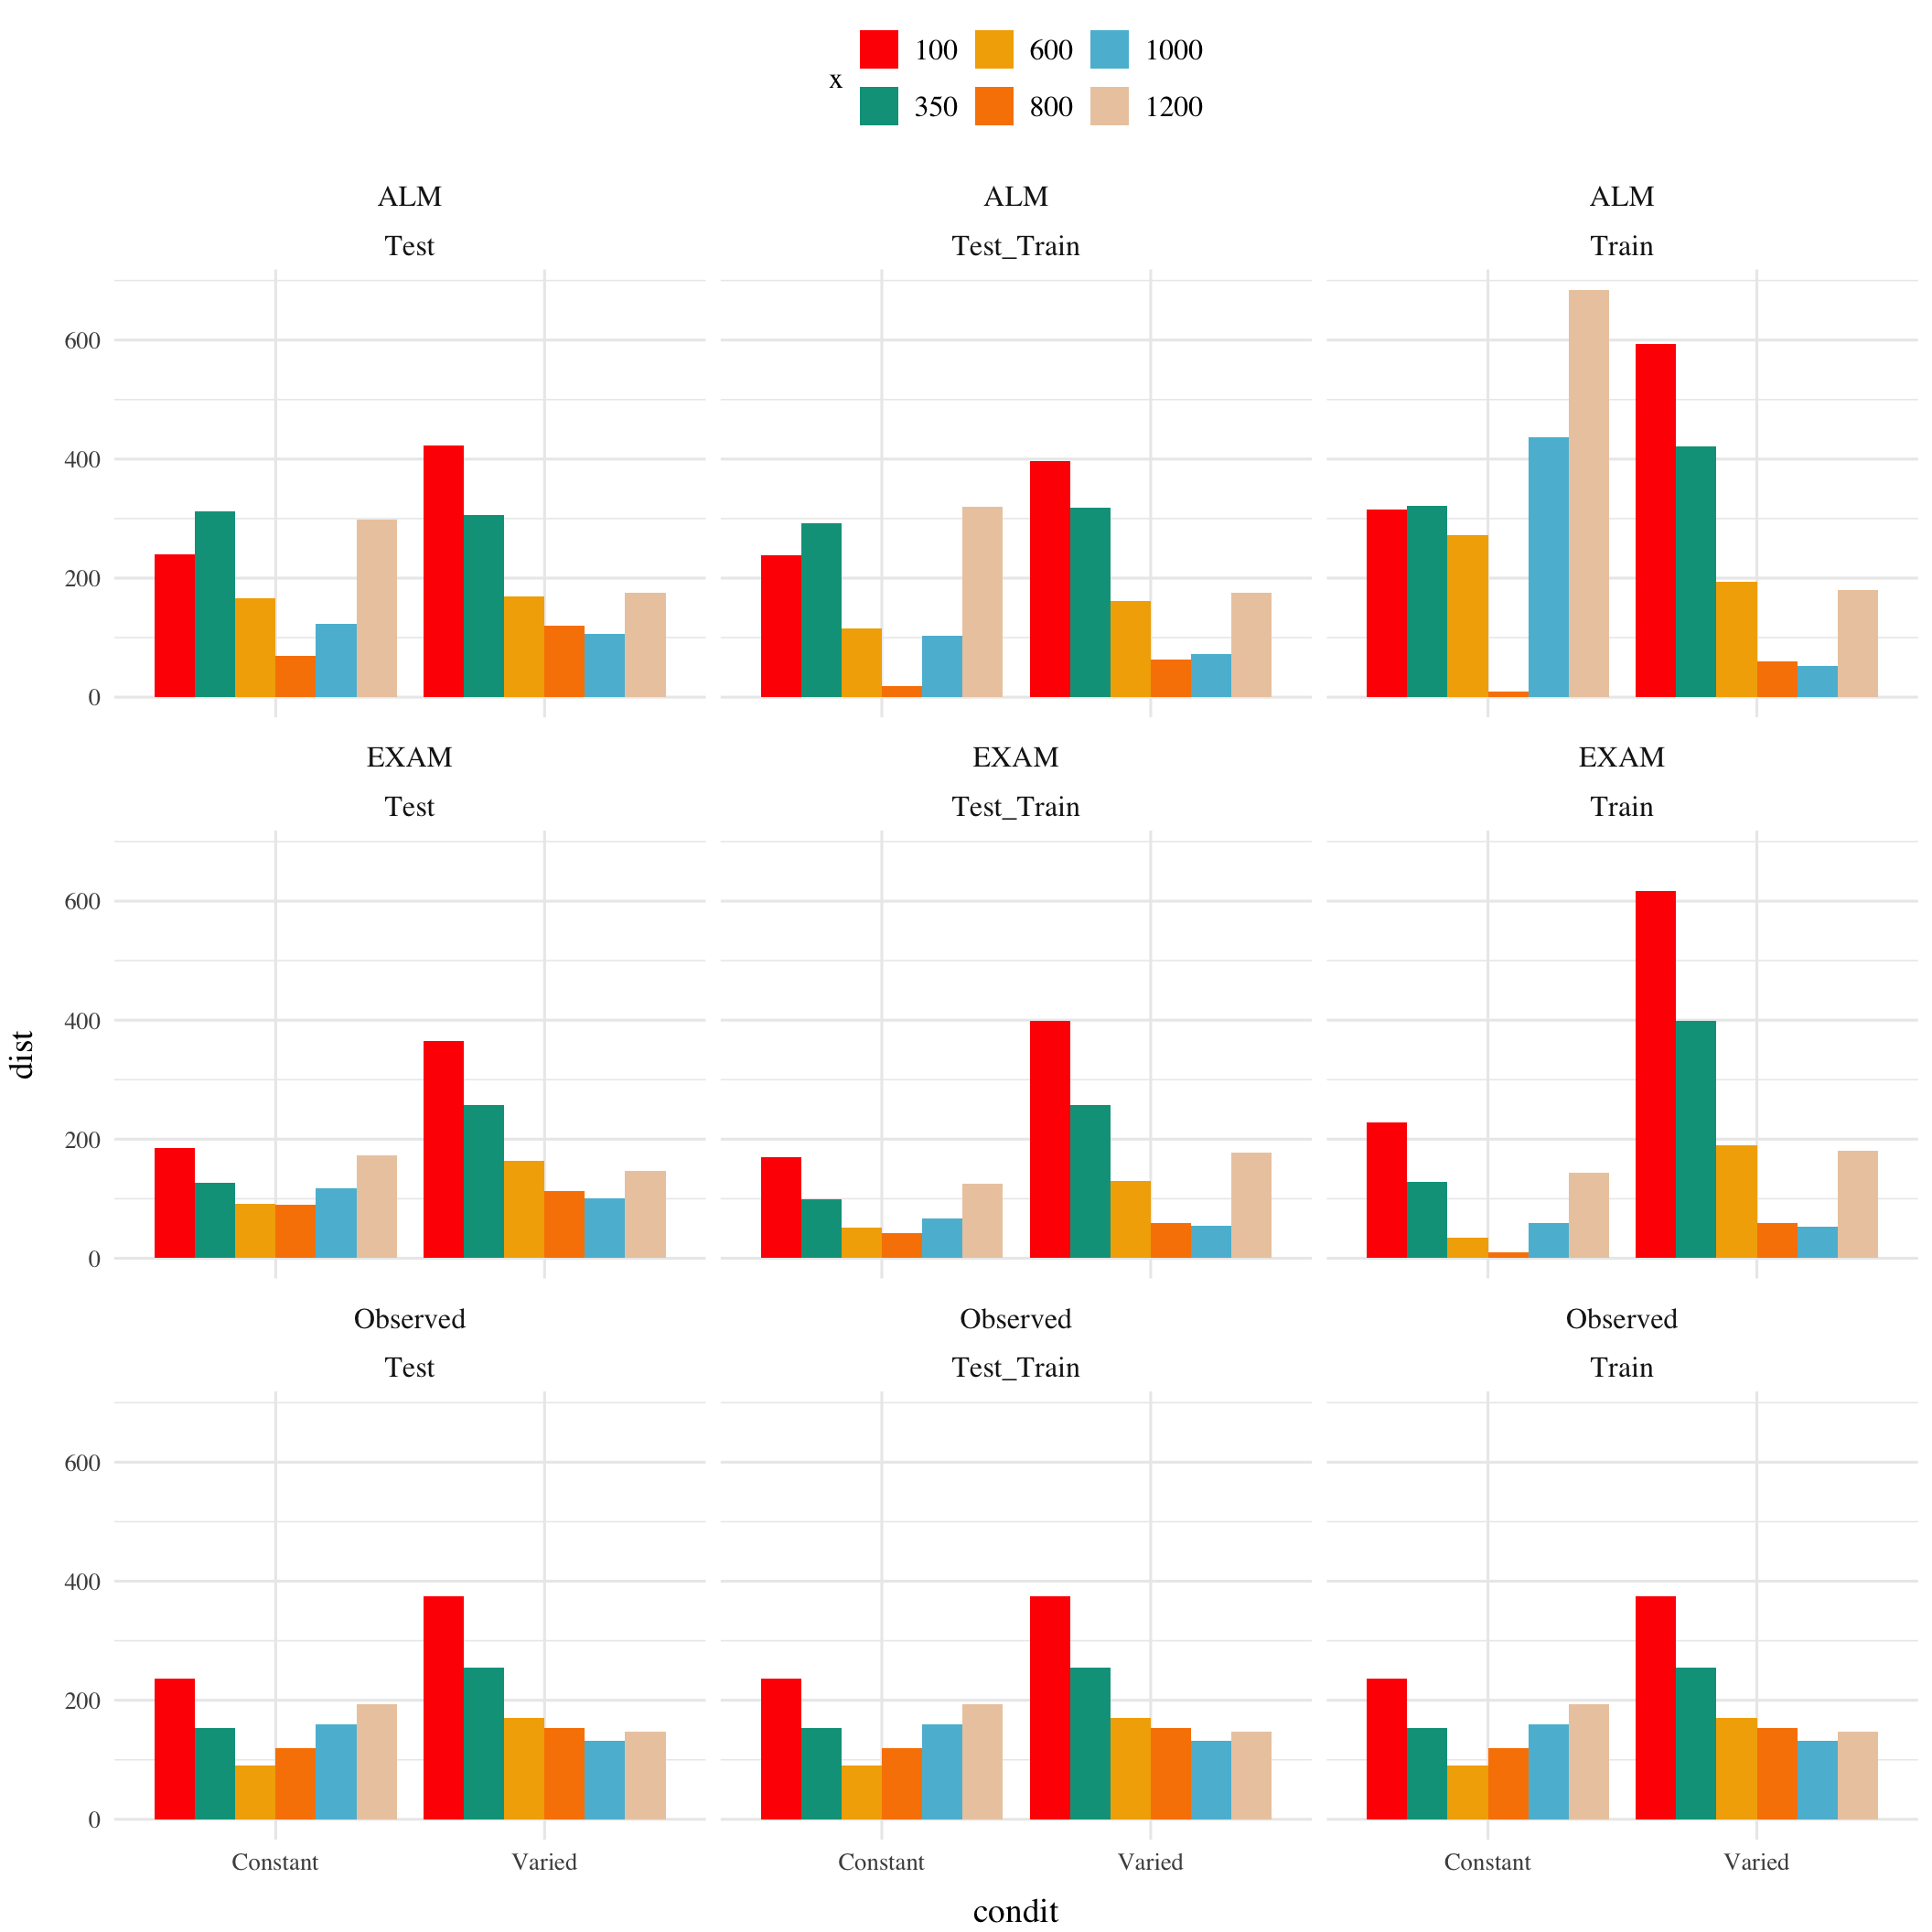 x
100 600 1000
350 800 1200
ALM ALM ALM
Test Test_Train Train
600
400
200
0
EXAM EXAM EXAM
Test Test_Train Train
600
400
200
0
dist
Observed Observed Observed
Test Test_Train Train
600
400
200
0
Constant Varied Constant Varied Constant Varied
condit